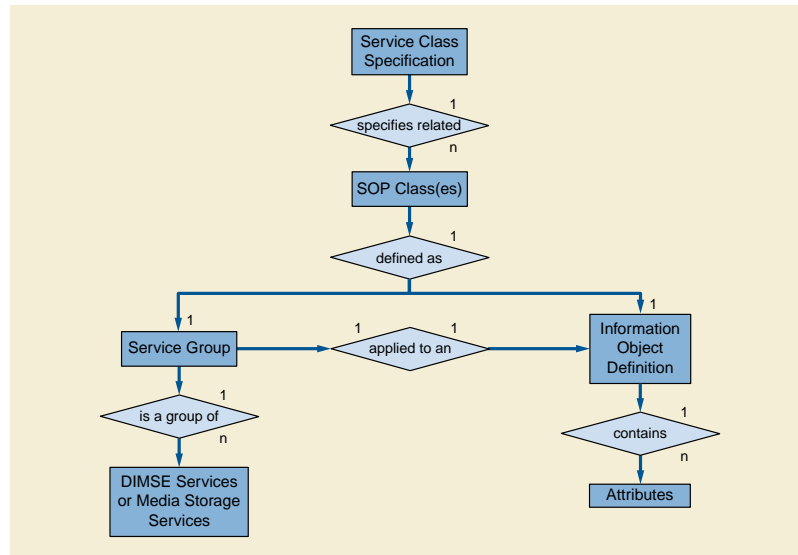 Service Class
Specification
1
specifies related
n
SOP Class(es)
1
defined as
1
1
Service Group
1
1
applied to an
Information
Object
Definition
1
is a group of
n
1
contains
n
DIMSE Services
or Media Storage
Services
Attributes